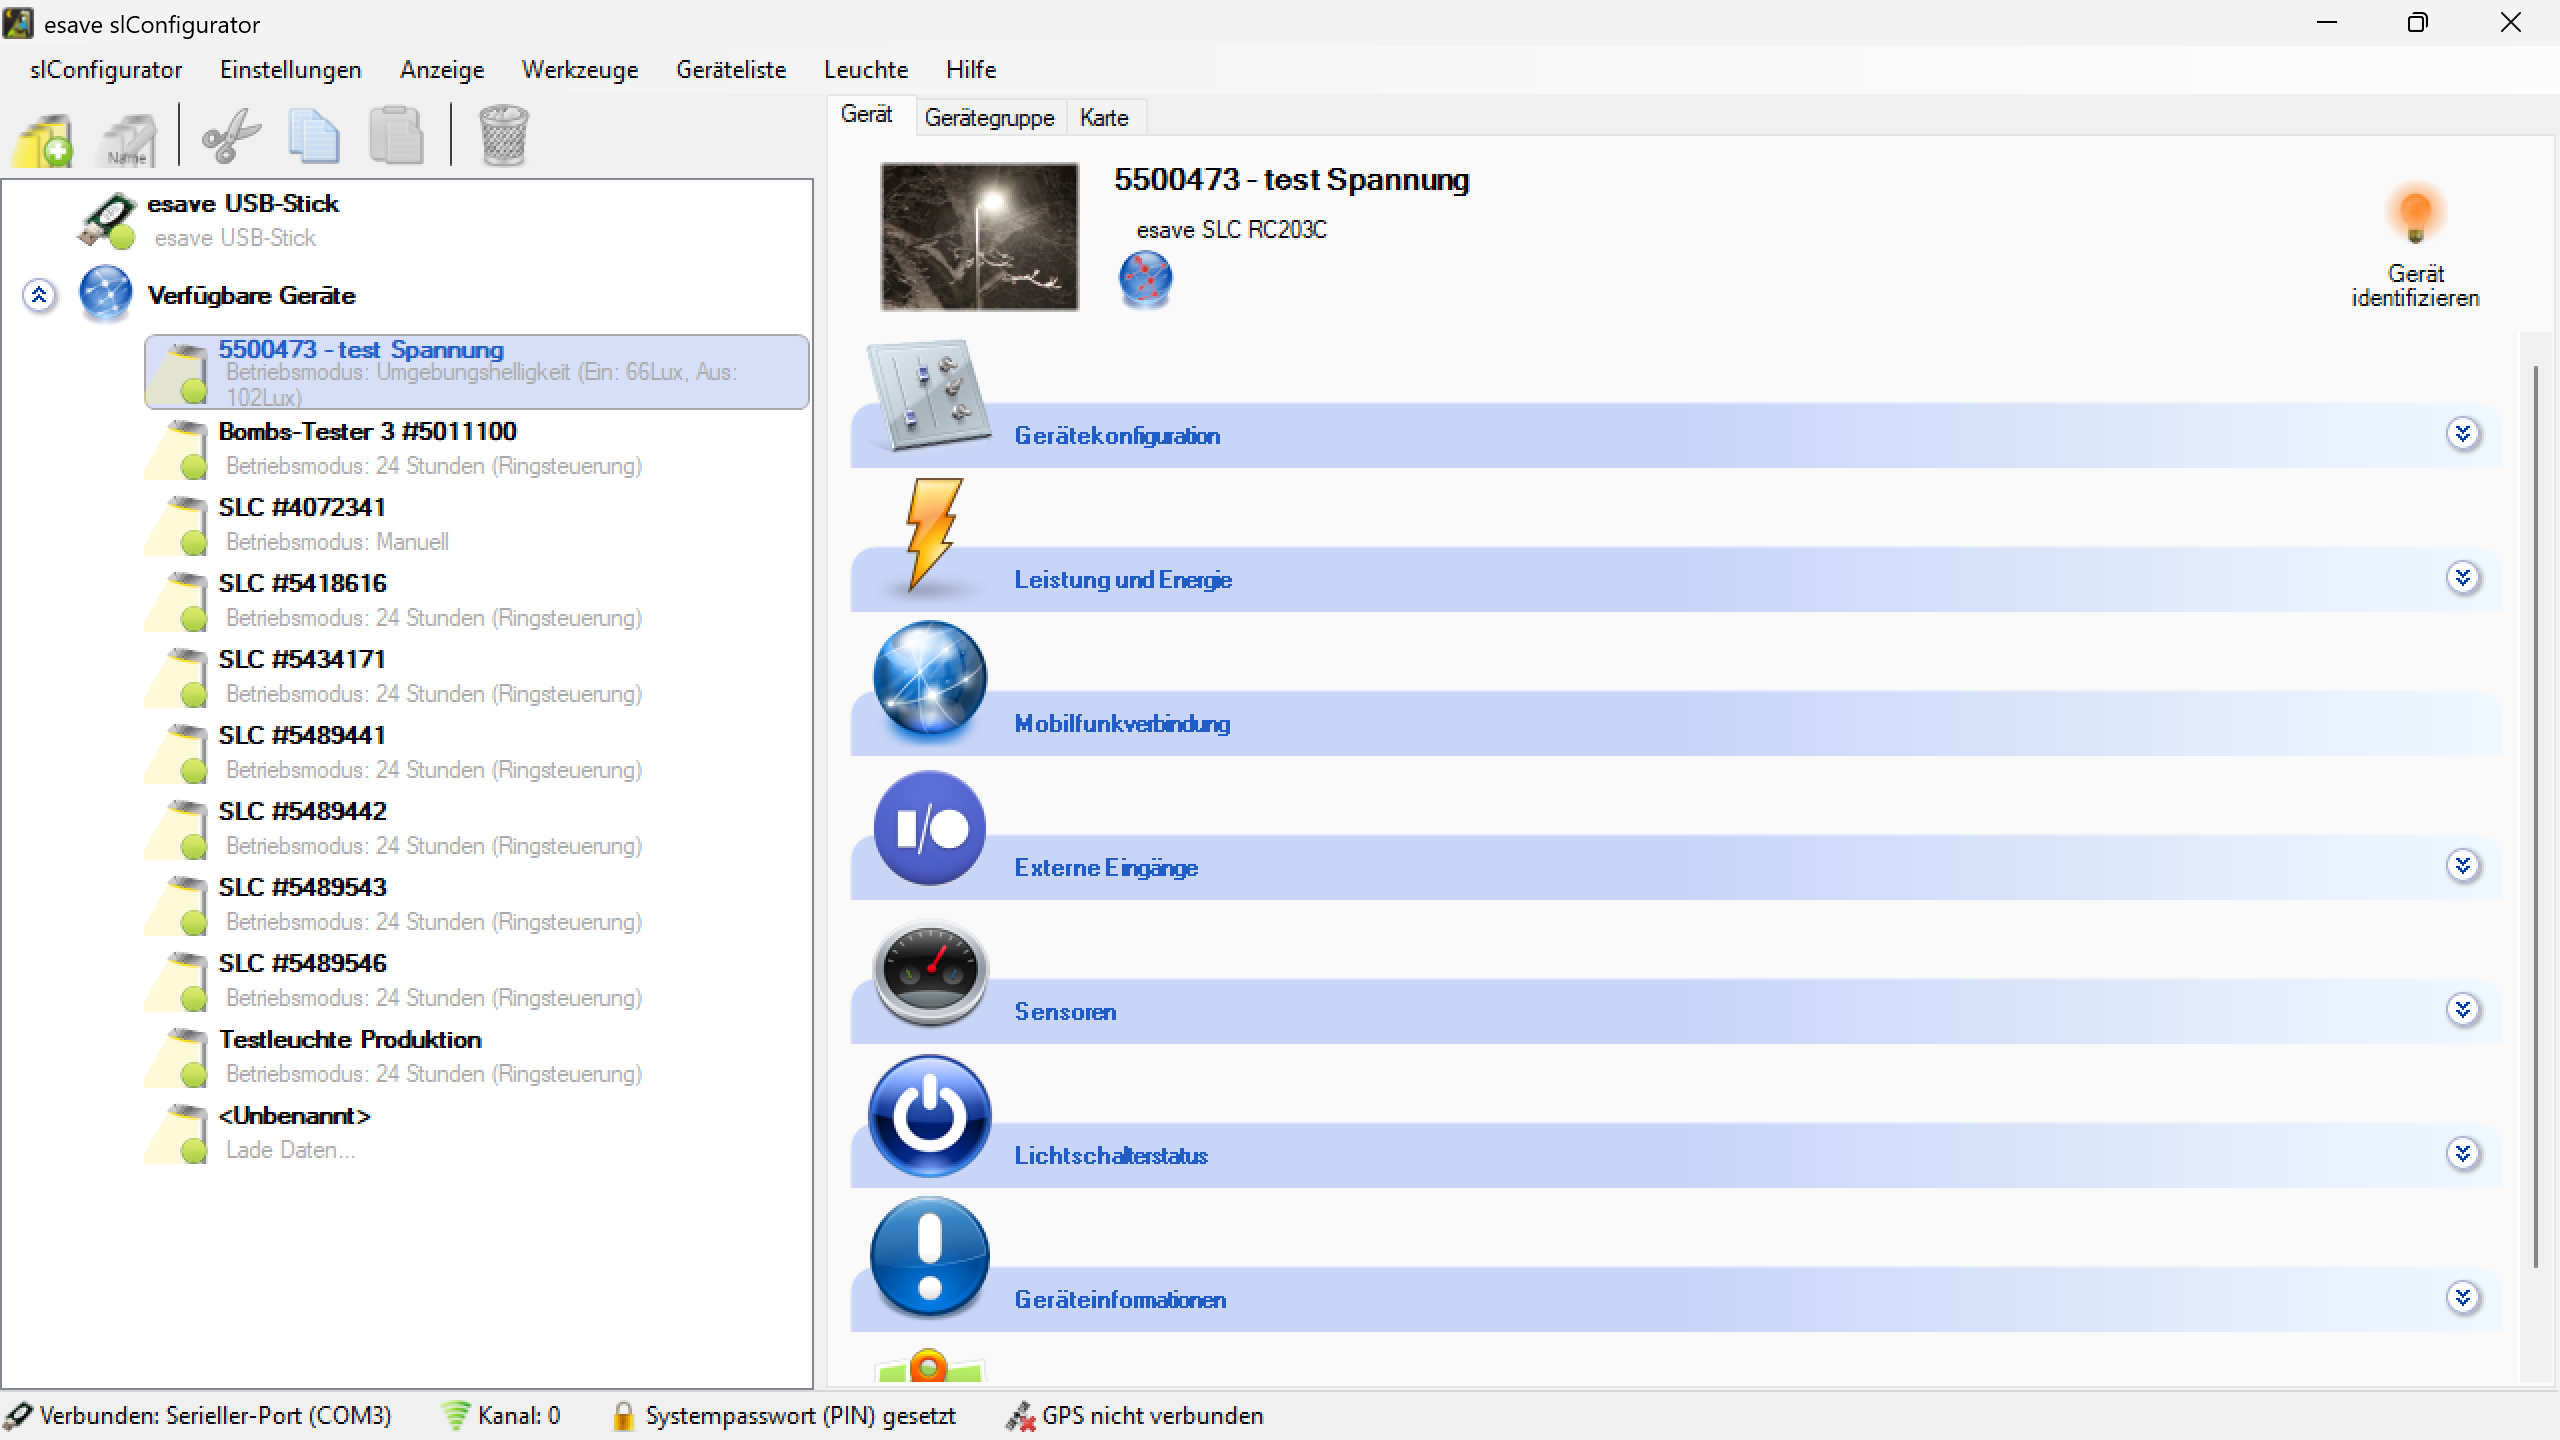 esave slConfigurator
slConfigurator Einstellungen Anzeige Werkzeuge Geräteliste Leuchte Hilfe
Name
esave USB-Stick
esave USB-Stick
Verfügbare Geräte
5500473 - test Spannung
Betriebsmodus: Umgebungshelligkeit (Ein: 66Lux, Aus:
102Lux)
Bombs-Tester 3 #5011100
Betriebsmodus: 24 Stunden (Ringsteuerung)
SLC #4072341
Betriebsmodus: Manuell
SLC #5418616
Betriebsmodus: 24 Stunden (Ringsteuerung)
SLC #5434171
Betriebsmodus: 24 Stunden (Ringsteuerung)
SLC #5489441
Betriebsmodus: 24 Stunden (Ringsteuerung)
SLC #5489442
Betriebsmodus: 24 Stunden (Ringsteuerung)
SLC #5489543
Betriebsmodus: 24 Stunden (Ringsteuerung)
SLC #5489546
Betriebsmodus: 24 Stunden (Ringsteuerung)
Testleuchte Produktion
Betriebsmodus: 24 Stunden (Ringsteuerung)
<Unbenannt>
Lade Daten...
Gerät Gerätegruppe Karte
5500473 - test Spannung
esave SLC RC203C
Gerät
identifizieren
Gerätekonfiguration
Leistung und Energie
Mobilfunkverbindung
I/O
Externe Eingänge
Sensoren
Lichtschalterstatus
Geräteinformationen
Verbunden: Serieller-Port (COM3) Kanal: 0 Systempasswort (PIN) gesetzt GPS nicht verbunden